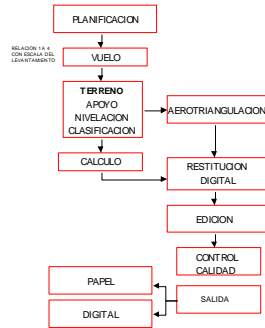 PLANIFICACION
RELACION 1 A 4
CON ESCALA DEL
LEVANTAMIENTO
VUELO
TERRENO
APOYO
NIVELACION
CLASIFICACION
AEROTRIANGULACION
CALCULO
RESTITUCION
DIGITAL
EDICION
CONTROL
CALIDAD
PAPEL
SALIDA
DIGITAL